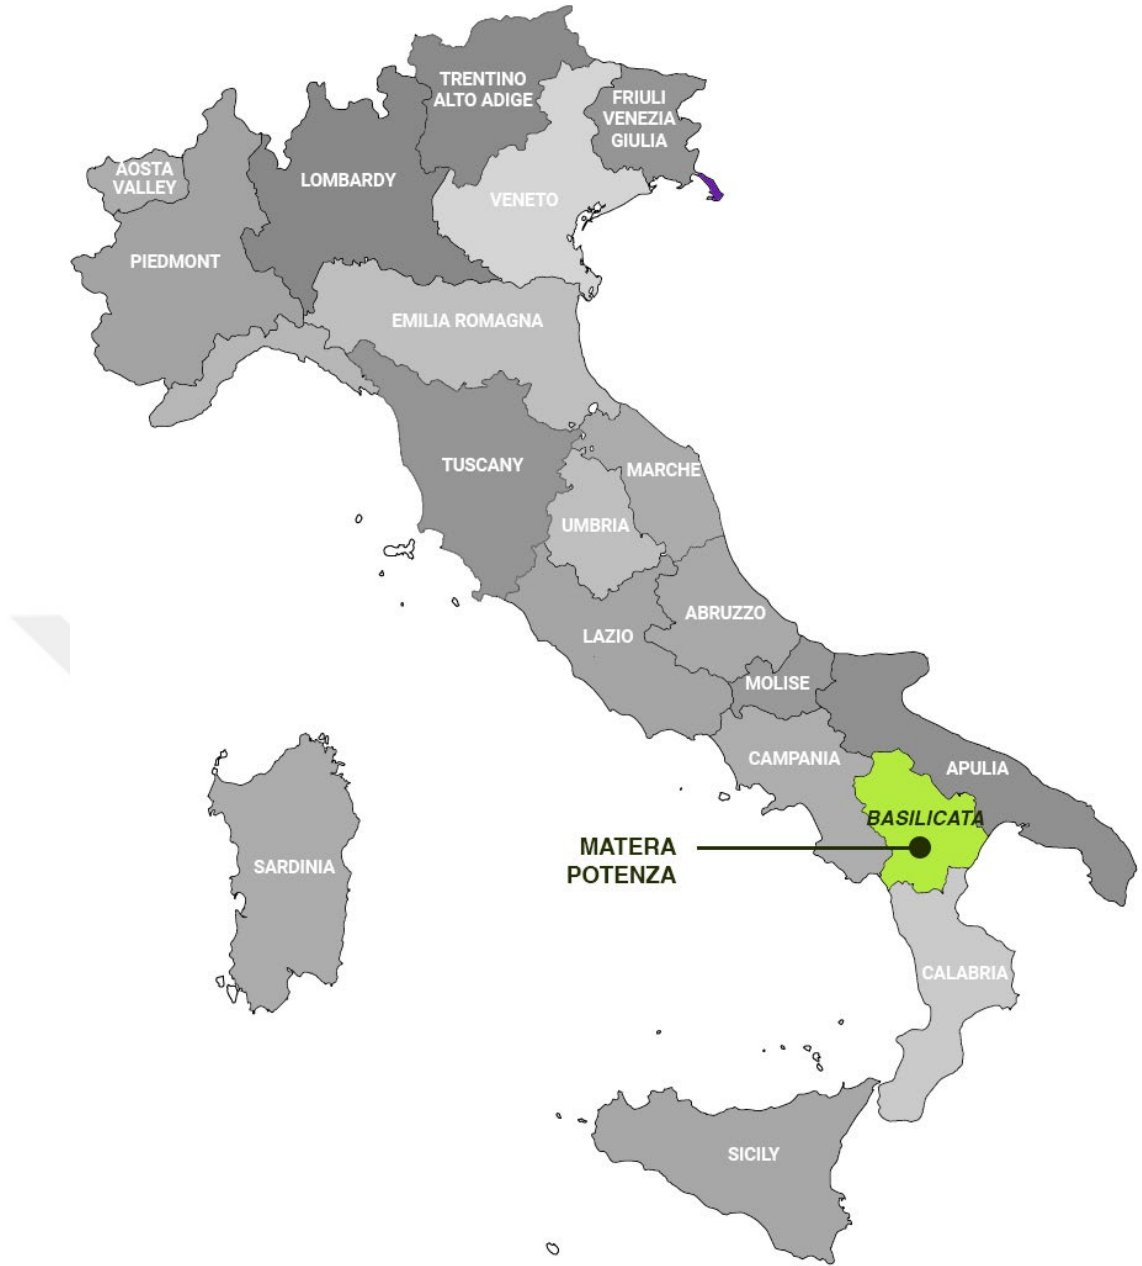 TRENTINO
ALTO ADIGE
FRIULI
VENEZIA
GIULIA
AOSTA
VALLEY
LOMBARDY
VENETO
PIEDMONT
EMILIA ROMAGNA
TUSCANY
MARCHE
UMBRIA
ABRUZZO
LAZIO
MOLISE
CAMPANIA
APULIA
BASILICATA
MATERA
POTENZA
SARDINIA
CALABRIA
SICILY